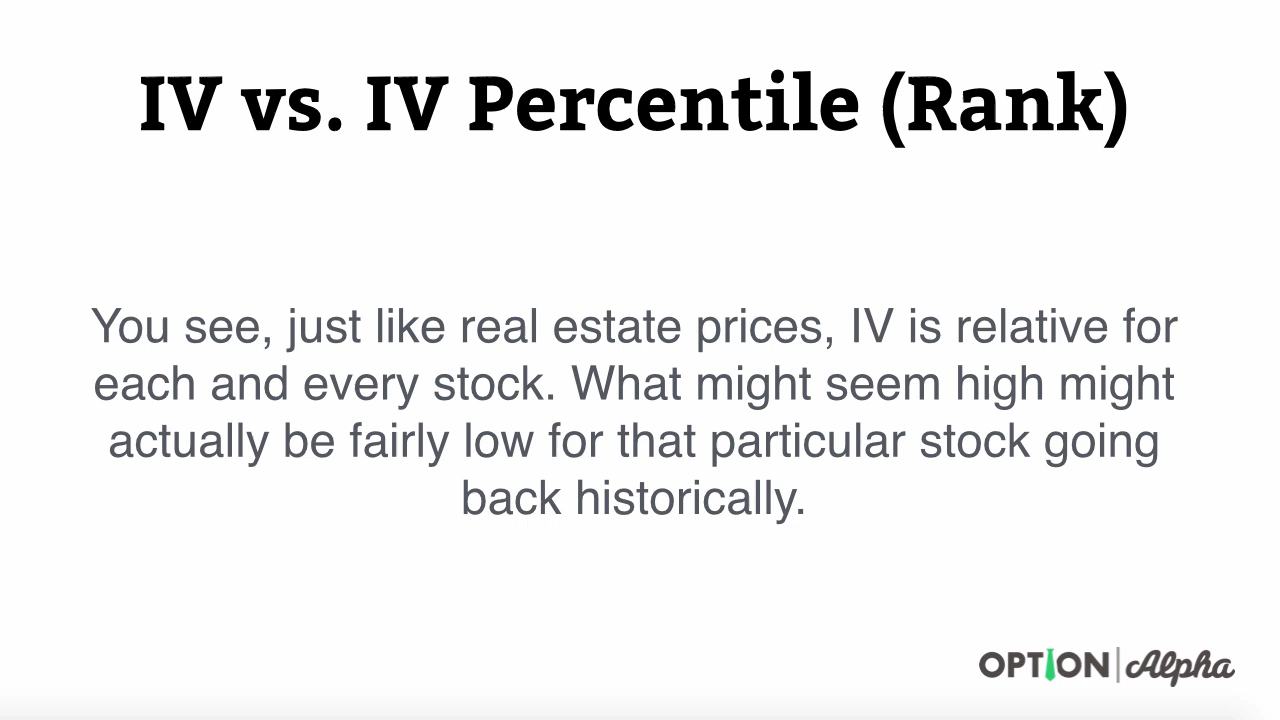 IV vs. IV Percentile (Rank)
You see, just like real estate prices, IV is relative for
each and every stock. What might seem high might
actually be fairly low for that particular stock going
back historically.
OPTION | Alpha